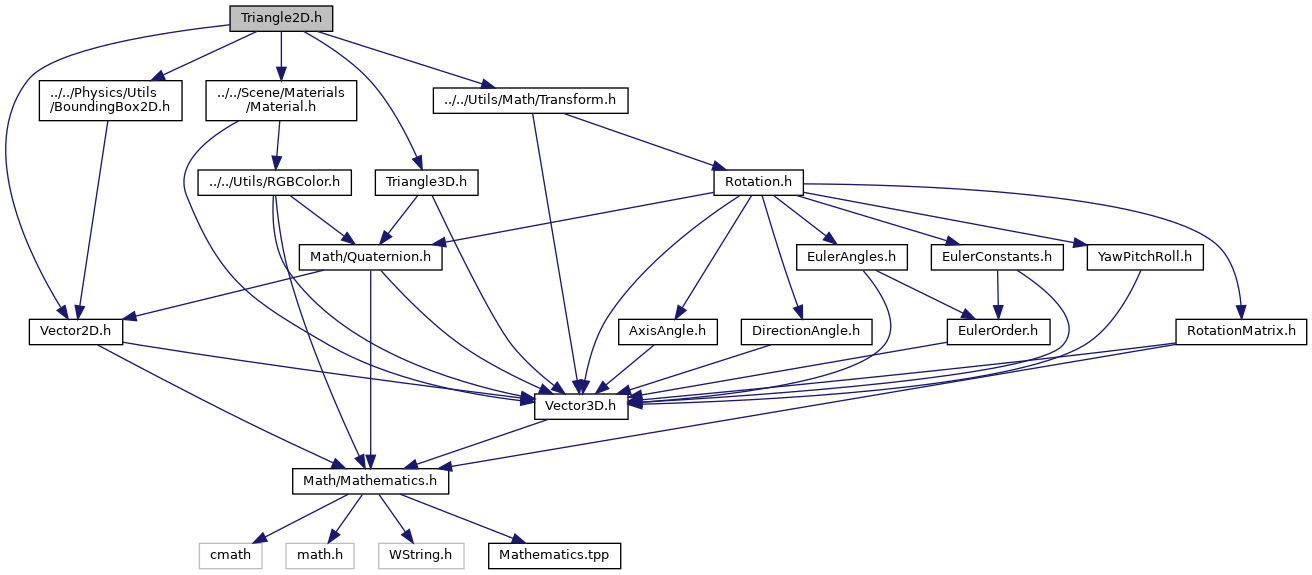 Triangle2D.h
../../Physics/Utils
/BoundingBox2D.h
../../Scene/Materials
/Material.h
../../Utils/Math/Transform.h
../../Utils/RGBColor.h
Triangle3D.h
Rotation.h
Math/Quaternion.h
EulerAngles.h
EulerConstants.h
YawPitchRoll.h
Vector2D.h
AxisAngle.h
DirectionAngle.h
EulerOrder.h
RotationMatrix.h
Vector3D.h
Math/Mathematics.h
cmath
math.h
WString.h
Mathematics.tpp